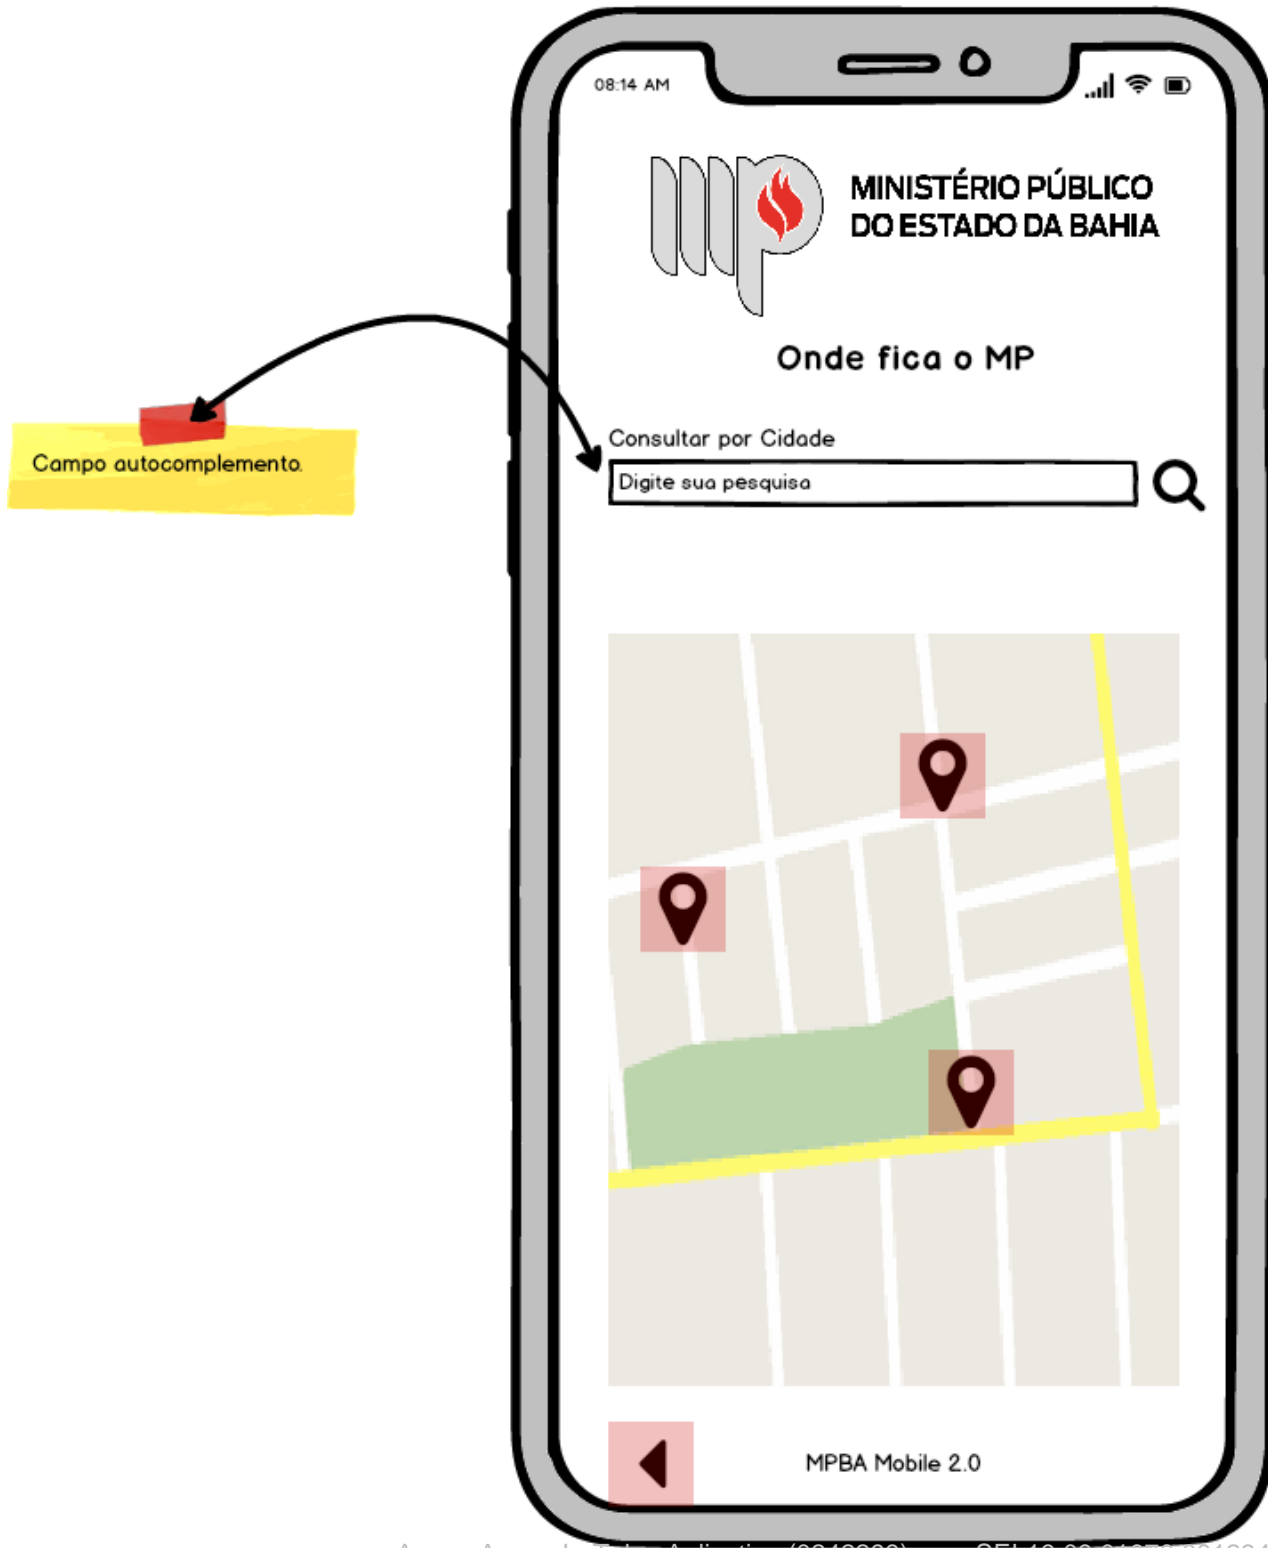 08:14 AM
MINISTÉRIO PÚBLICO
DO ESTADO DA BAHIA
Onde fica o MP
Consultar por Cidade
Digite sua pesquisa
Campo autocomplemento.
MPBA Mobile 2.0